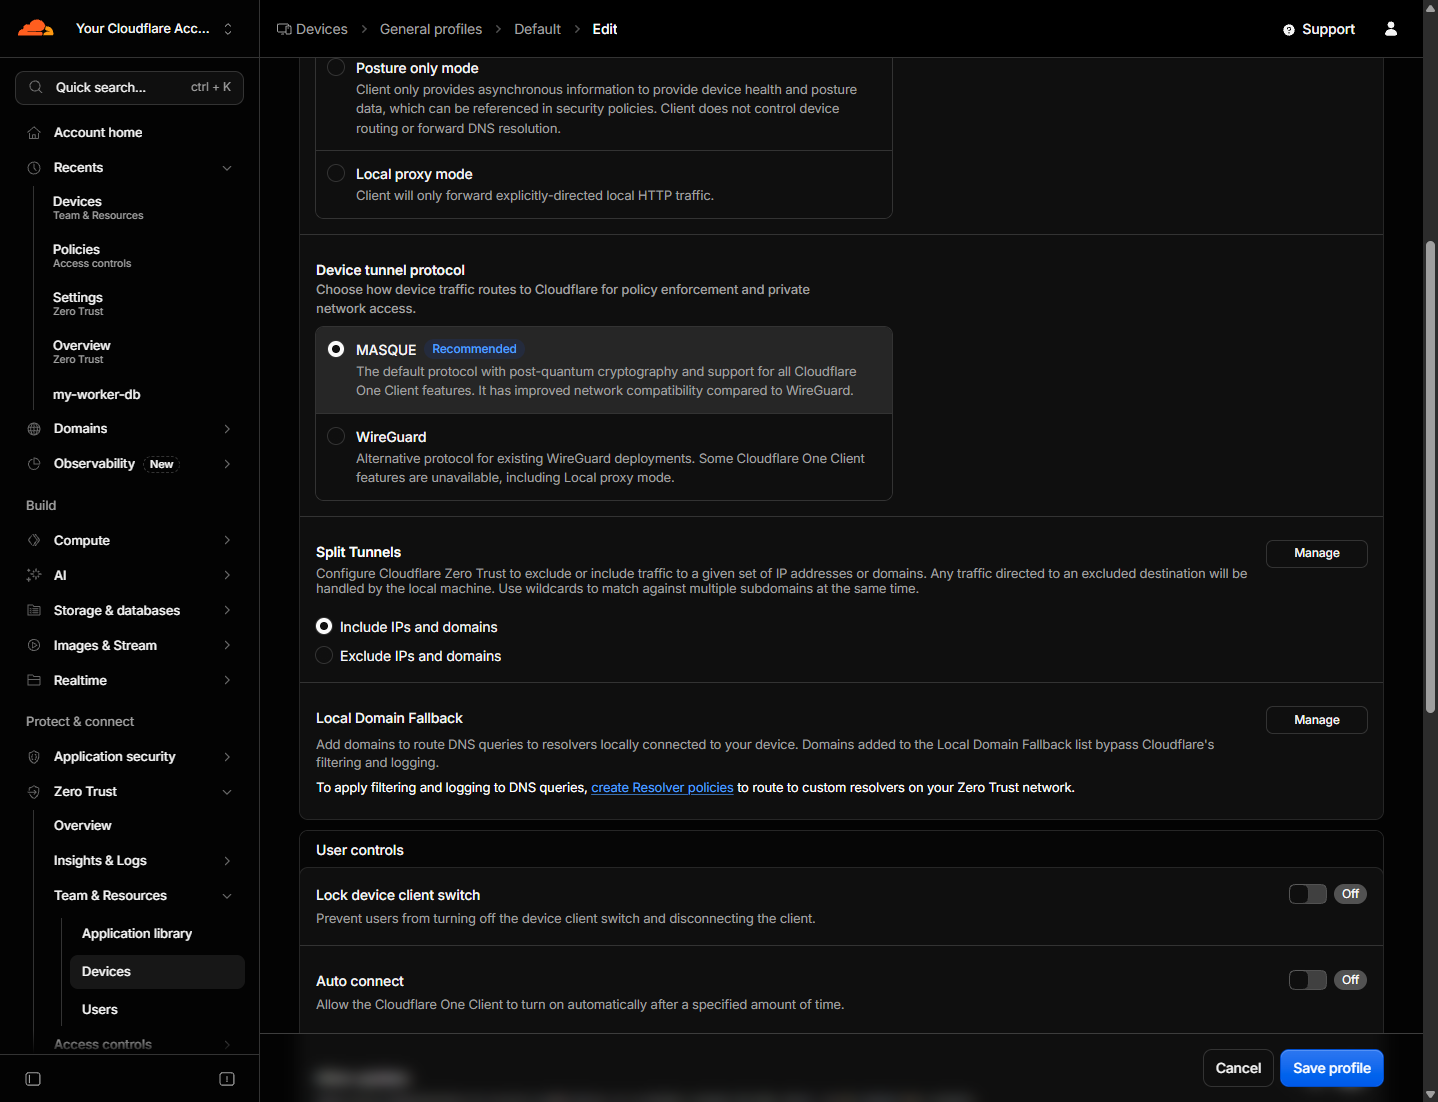 Your Cloudflare Acc...
Devices
General profiles
Default
Edit
Support
Quick search...
ctrl + K
Account home
Recents
Devices
Team & Resources
Policies
Access controls
Settings
Zero Trust
Overview
Zero Trust
my-worker-db
Domains
Observability New
Build
Compute
AI
Storage & databases
Images & Stream
Realtime
Protect & connect
Application security
Zero Trust
Overview
Insights & Logs
Team & Resources
Application library
Devices
Users
Access controls
Posture only mode
Client only provides asynchronous information to provide device health and posture
data, which can be referenced in security policies. Client does not control device
routing or forward DNS resolution.
Local proxy mode
Client will only forward explicitly-directed local HTTP traffic.
Device tunnel protocol
Choose how device traffic routes to Cloudflare for policy enforcement and private
network access.
MASQUE Recommended
The default protocol with post-quantum cryptography and support for all Cloudflare
One Client features. It has improved network compatibility compared to WireGuard.
WireGuard
Alternative protocol for existing WireGuard deployments. Some Cloudflare One Client
features are unavailable, including Local proxy mode.
Split Tunnels
Manage
Configure Cloudflare Zero Trust to exclude or include traffic to a given set of IP addresses or domains. Any traffic directed to an excluded destination will be
handled by the local machine. Use wildcards to match against multiple subdomains at the same time.
Include IPs and domains
Exclude IPs and domains
Local Domain Fallback
Manage
Add domains to route DNS queries to resolvers locally connected to your device. Domains added to the Local Domain Fallback list bypass Cloudflare's
filtering and logging.
To apply filtering and logging to DNS queries, create Resolver policies to route to custom resolvers on your Zero Trust network.
User controls
Lock device client switch
Off
Prevent users from turning off the device client switch and disconnecting the client.
Auto connect
Off
Allow the Cloudflare One Client to turn on automatically after a specified amount of time.
Cancel
Save profile